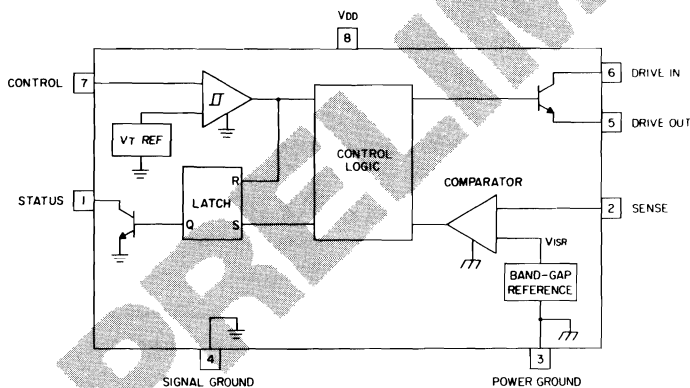 VDD
8
CONTROL 7
6 DRIVE IN
VT REF
5 DRIVE OUT
CONTROL
LOGIC
COMPARATOR
STATUS 1
R
LATCH
Q S
2 SENSE
VISR
BAND-GAP
REFERENCE
4
SIGNAL GROUND
3
POWER GROUND
PRELIM